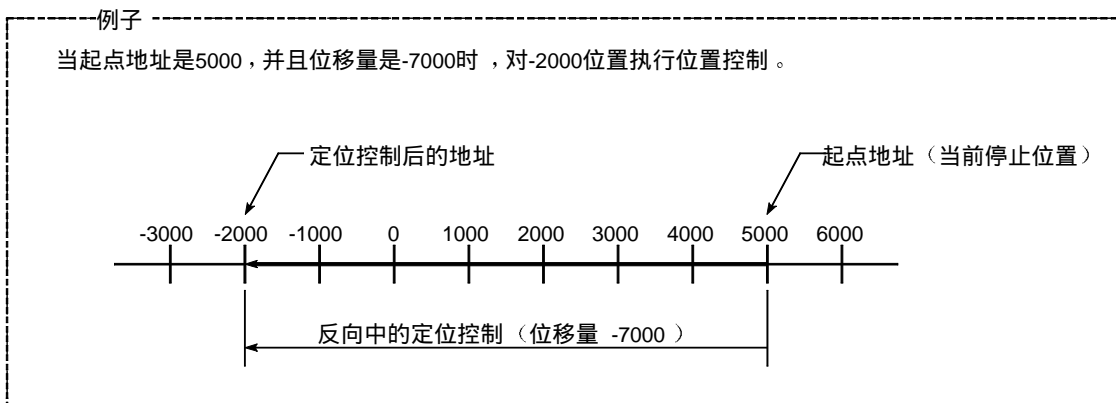 例子
当起点地址是5000，并且位移量是-7000时 ，对-2000位置执行位置控制 。
定位控制后的地址
起点地址（当前停止位置）
-3000 -2000 -1000 0 1000 2000 3000 4000 5000 6000
反向中的定位控制（位移量 -7000 ）